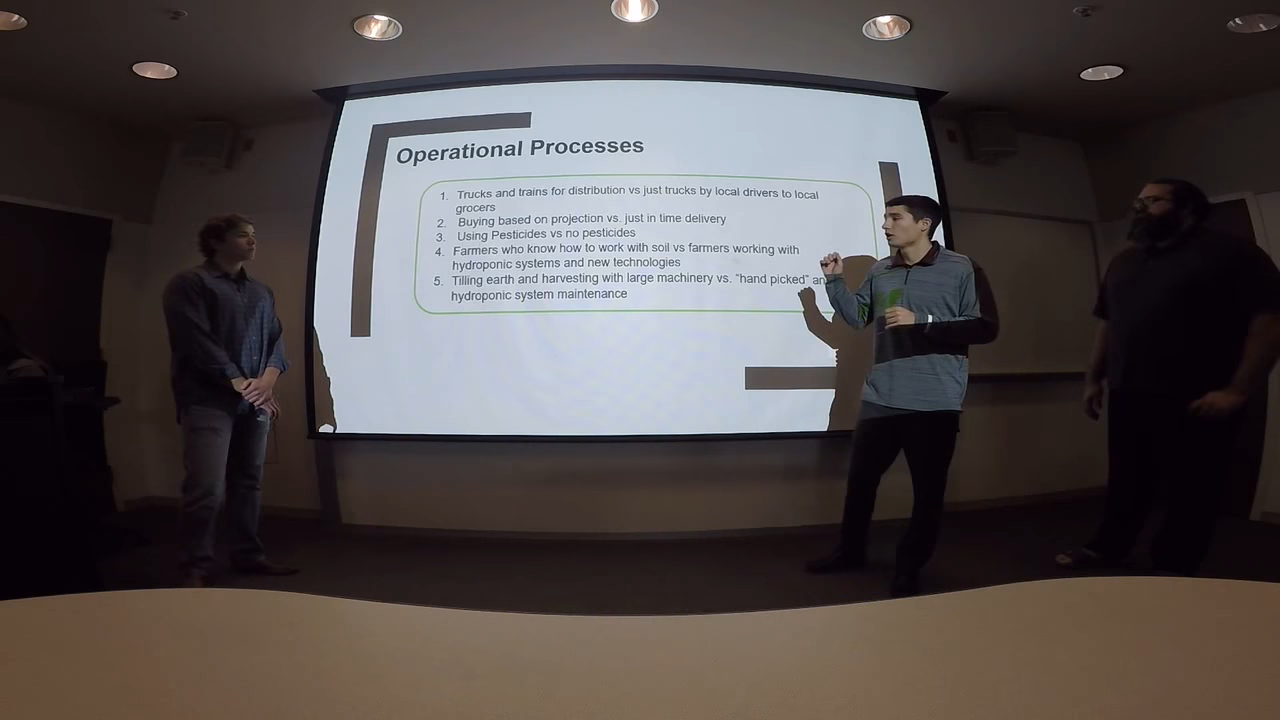 Operational Processes
1. Trucks and trains for distribution vs just trucks by local drivers to local
grocers
2. Buying based on projection vs. just in time delivery
3. Using Pesticides vs no pesticides
4. Farmers who know how to work with soil vs farmers working with
hydroponic systems and new technologies
5. Tilling earth and harvesting with large machinery vs. "hand picked"
hydroponic system maintenance